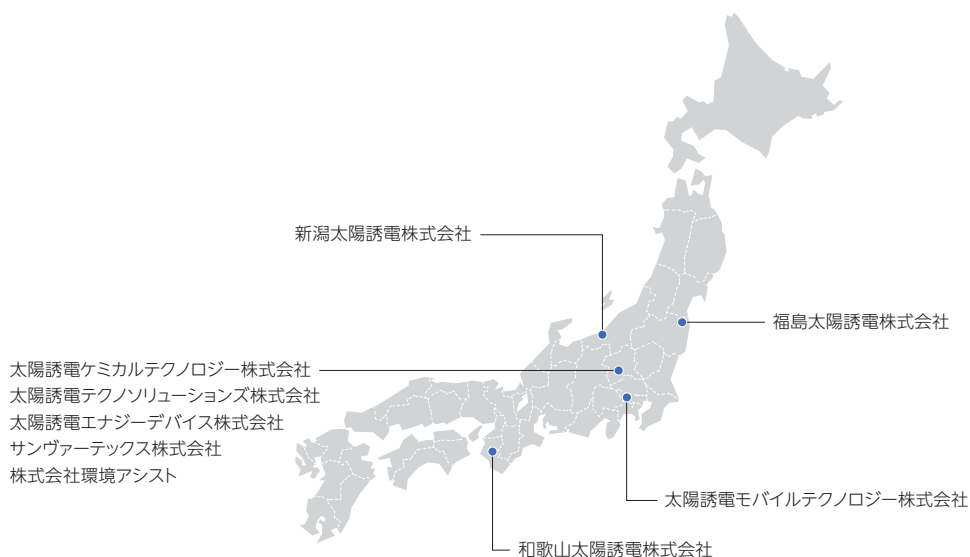 新潟太陽誘電株式会社
福島太陽誘電株式会社
太陽誘電ケミカルテクノロジー株式会社
太陽誘電テクノソリューションズ株式会社
太陽誘電エナジーデバイス株式会社
サンヴァーテックス株式会社
株式会社環境アシスト
太陽誘電モバイルテクノロジー株式会社
和歌山太陽誘電株式会社